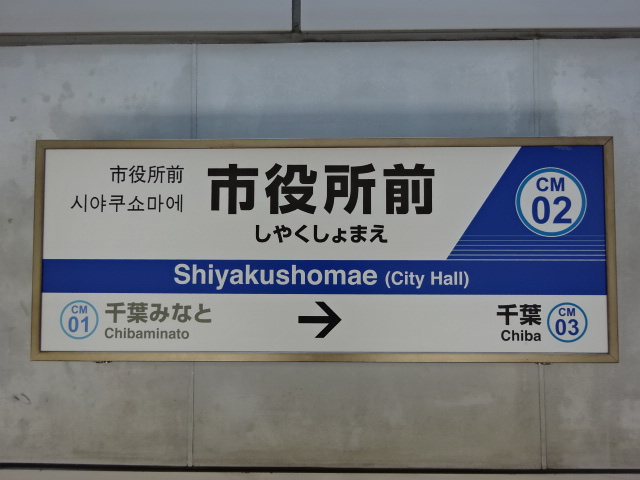 市役所前
시야쿠쇼마에
市役所前
しやくしょまえ
CM
02
Shiyakushomae (City Hall)
CM
01
千葉みなと
Chibaminato
→
千葉
Chiba
CM
03